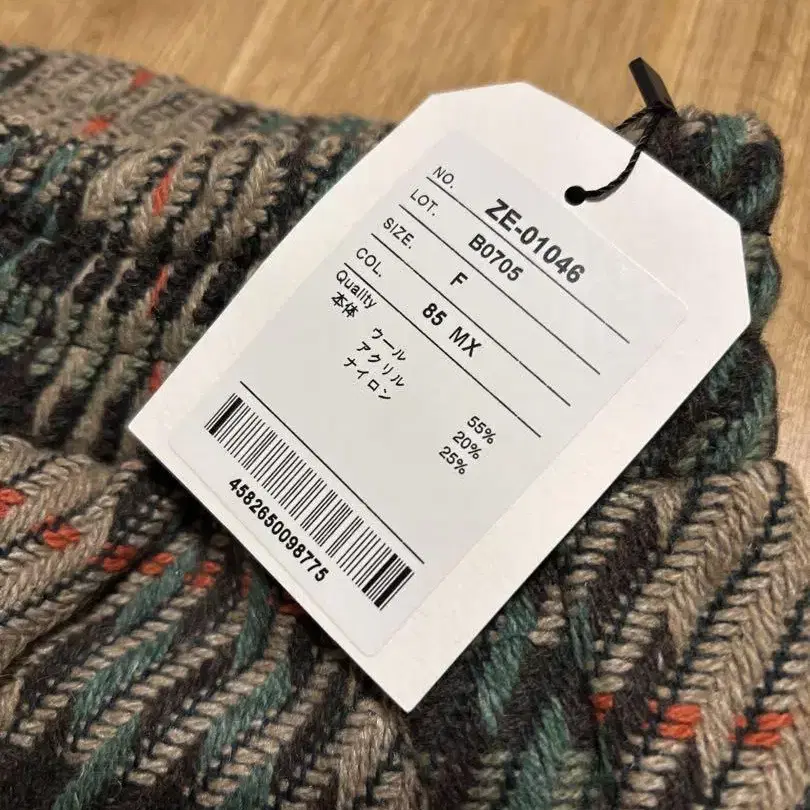 NO. ZE-01046
LOT. B0705
SIZE. F
COL. 85 MX
Quality
本体
ウール 55%
アクリル 20%
ナイロン 25%
4582650098775